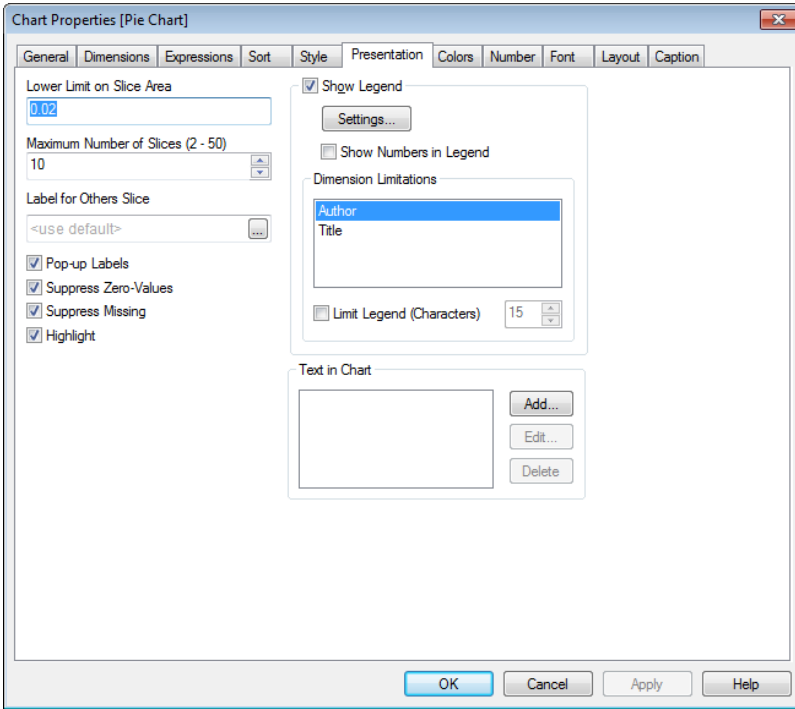 Chart Properties [Pie Chart]
General Dimensions Expressions Sort Style Presentation Colors Number Font Layout Caption
Lower Limit on Slice Area
0.02
Maximum Number of Slices (2 - 50)
10
Label for Others Slice
<use default> ...
Pop-up Labels
Suppress Zero-Values
Suppress Missing
Highlight
Show Legend
Settings...
Show Numbers in Legend
Dimension Limitations
Author
Title
Limit Legend (Characters) 15
Text in Chart
Add...
Edit...
Delete
OK Cancel Apply Help